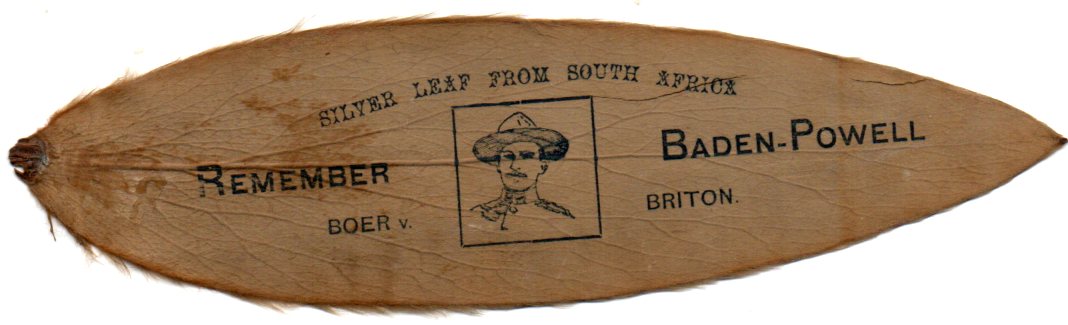 SILVER LEAF FROM SOUTH AFRICA
REMEMBER BADEN-POWELL
BOER v. BRITON.